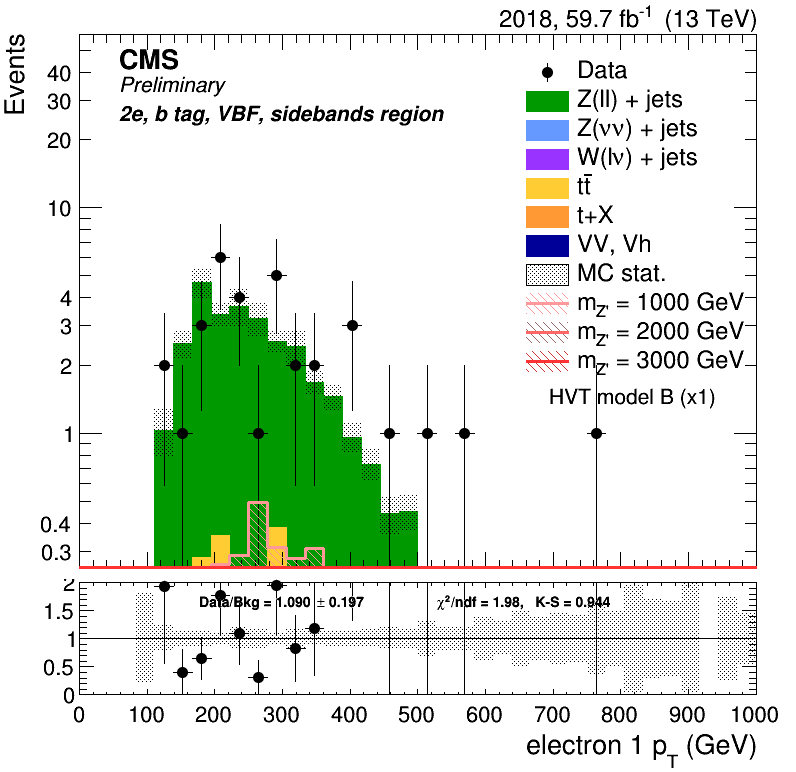 2018, 59.7 fb⁻¹ (13 TeV)
Events
CMS
Preliminary
2e, b tag, VBF, sidebands region
Data
Z(ll) + jets
Z(νν) + jets
W(lν) + jets
tt̄
t+X
VV, Vh
MC stat.
m_Z' = 1000 GeV
m_Z' = 2000 GeV
m_Z' = 3000 GeV
HVT model B (x1)
40
30
20
10
4
3
2
1
0.4
0.3
Data/Bkg = 1.090 ± 0.197
χ²/ndf = 1.98, K-S = 0.944
2
1.5
1
0.5
0
0 100 200 300 400 500 600 700 800 900 1000
electron 1 p_T (GeV)